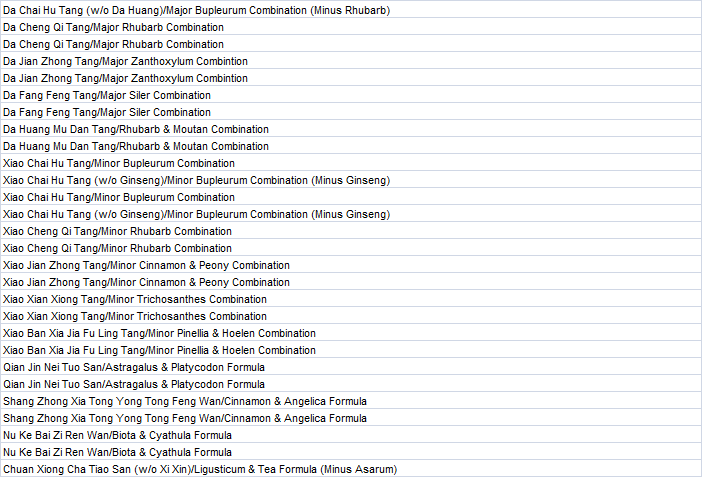 Da Chai Hu Tang (w/o Da Huang)/Major Bupleurum Combination (Minus Rhubarb)
Da Cheng Qi Tang/Major Rhubarb Combination
Da Cheng Qi Tang/Major Rhubarb Combination
Da Jian Zhong Tang/Major Zanthoxylum Combintion
Da Jian Zhong Tang/Major Zanthoxylum Combintion
Da Fang Feng Tang/Major Siler Combination
Da Fang Feng Tang/Major Siler Combination
Da Huang Mu Dan Tang/Rhubarb & Moutan Combination
Da Huang Mu Dan Tang/Rhubarb & Moutan Combination
Xiao Chai Hu Tang/Minor Bupleurum Combination
Xiao Chai Hu Tang (w/o Ginseng)/Minor Bupleurum Combination (Minus Ginseng)
Xiao Chai Hu Tang/Minor Bupleurum Combination
Xiao Chai Hu Tang (w/o Ginseng)/Minor Bupleurum Combination (Minus Ginseng)
Xiao Cheng Qi Tang/Minor Rhubarb Combination
Xiao Cheng Qi Tang/Minor Rhubarb Combination
Xiao Jian Zhong Tang/Minor Cinnamon & Peony Combination
Xiao Jian Zhong Tang/Minor Cinnamon & Peony Combination
Xiao Xian Xiong Tang/Minor Trichosanthes Combination
Xiao Xian Xiong Tang/Minor Trichosanthes Combination
Xiao Ban Xia Jia Fu Ling Tang/Minor Pinellia & Hoelen Combination
Xiao Ban Xia Jia Fu Ling Tang/Minor Pinellia & Hoelen Combination
Qian Jin Nei Tuo San/Astragalus & Platycodon Formula
Qian Jin Nei Tuo San/Astragalus & Platycodon Formula
Shang Zhong Xia Tong Yong Tong Feng Wan/Cinnamon & Angelica Formula
Shang Zhong Xia Tong Yong Tong Feng Wan/Cinnamon & Angelica Formula
Nu Ke Bai Zi Ren Wan/Biota & Cyathula Formula
Nu Ke Bai Zi Ren Wan/Biota & Cyathula Formula
Chuan Xiong Cha Tiao San (w/o Xi Xin)/Ligusticum & Tea Formula (Minus Asarum)